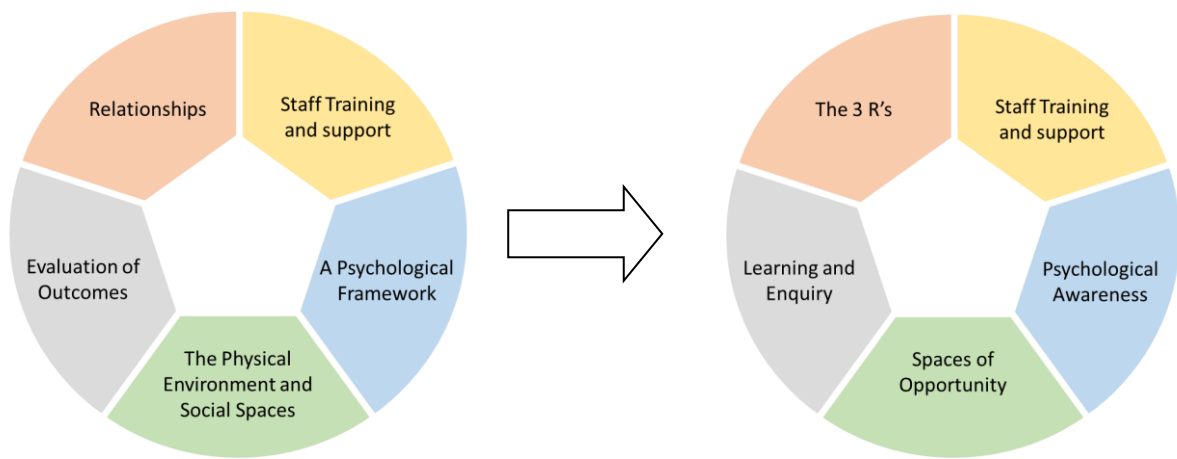 Relationships
Staff Training
and support
A Psychological
Framework
The Physical
Environment and
Social Spaces
Evaluation of
Outcomes
The 3 R's
Staff Training
and support
Psychological
Awareness
Spaces of
Opportunity
Learning and
Enquiry